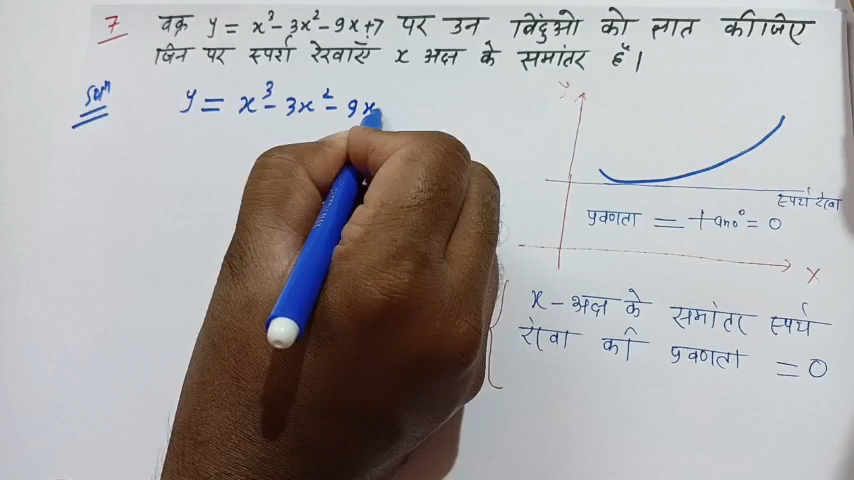 7 वक्र y = x³ - 3x² - 9x + 7 पर उन बिंदुओ को ज्ञात कीजिए
जिन पर स्पर्श रेखाएँ x अक्ष के समांतर हैं।
Solⁿ y = x³ - 3x² - 9x
y
स्पर्श रेखा
प्रवणता = tan0° = 0
X
x-अक्ष के समांतर स्पर्श
रेखा की प्रवणता = 0